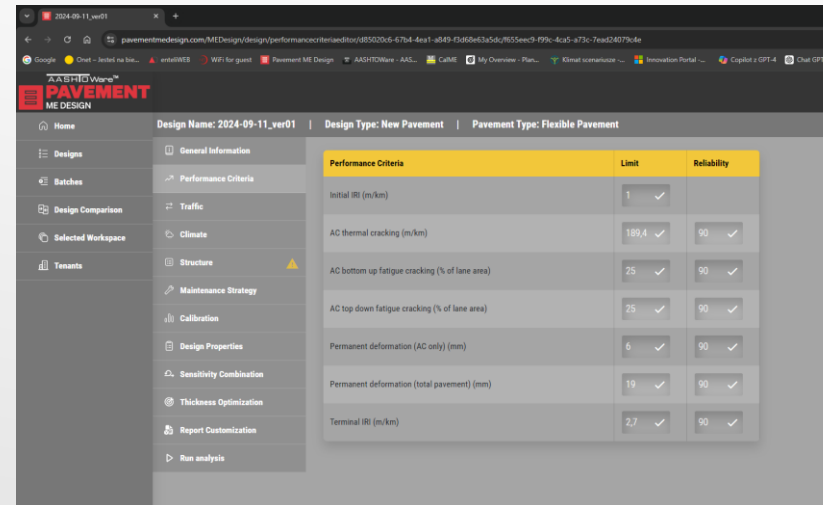 2024-09-11_ver01
pavementmedesign.com/MEDesign/design/performancecriteriaeditor/d85020c6-67b4-4ea1-a849-f3d68e63a5dc/f655eec9-f99c-4ca5-a73c-7ead24079c4e
Google Onet – Jesteś na bie... enteliWEB WiFi for guest Pavement ME Design AASHTOWare - AAS... CalME My Overview - Plan... Klimat scenariusze -... Innovation Portal -... Copilot z GPT-4 Chat GPT
AASHTOWare™
PAVEMENT
ME DESIGN
Design Name: 2024-09-11_ver01 | Design Type: New Pavement | Pavement Type: Flexible Pavement
Home
Designs
Batches
Design Comparison
Selected Workspace
Tenants
General Information
Performance Criteria
Traffic
Climate
Structure
Maintenance Strategy
Calibration
Design Properties
Sensitivity Combination
Thickness Optimization
Report Customization
Run analysis
Performance Criteria Limit Reliability
Initial IRI (m/km) 1
AC thermal cracking (m/km) 189,4 90
AC bottom up fatigue cracking (% of lane area) 25 90
AC top down fatigue cracking (% of lane area) 25 90
Permanent deformation (AC only) (mm) 6 90
Permanent deformation (total pavement) (mm) 19 90
Terminal IRI (m/km) 2,7 90